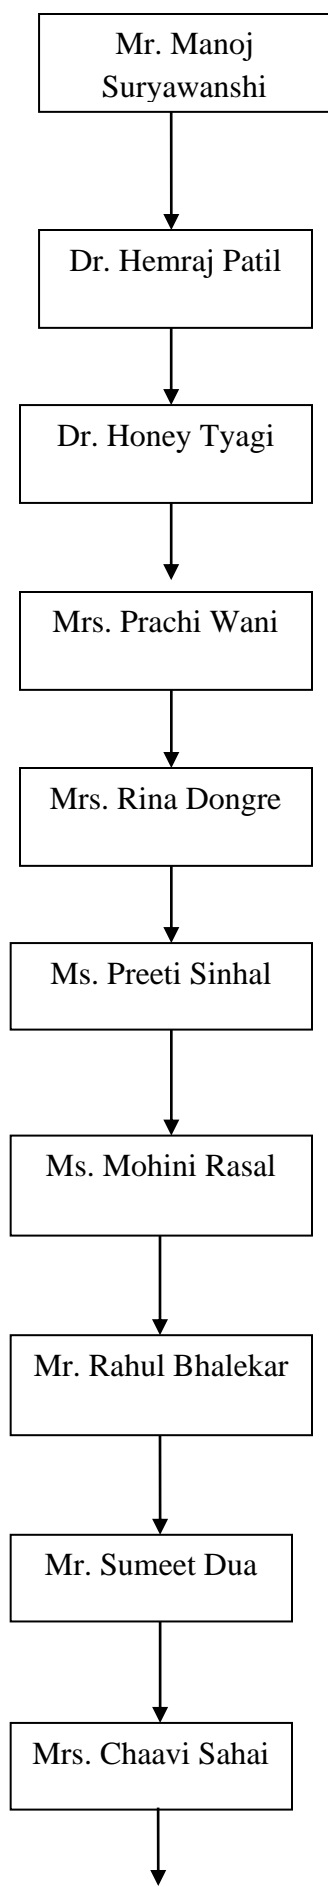 Mr. Manoj
Suryawanshi
Dr. Hemraj Patil
Dr. Honey Tyagi
Mrs. Prachi Wani
Mrs. Rina Dongre
Ms. Preeti Sinhal
Ms. Mohini Rasal
Mr. Rahul Bhalekar
Mr. Sumeet Dua
Mrs. Chaavi Sahai